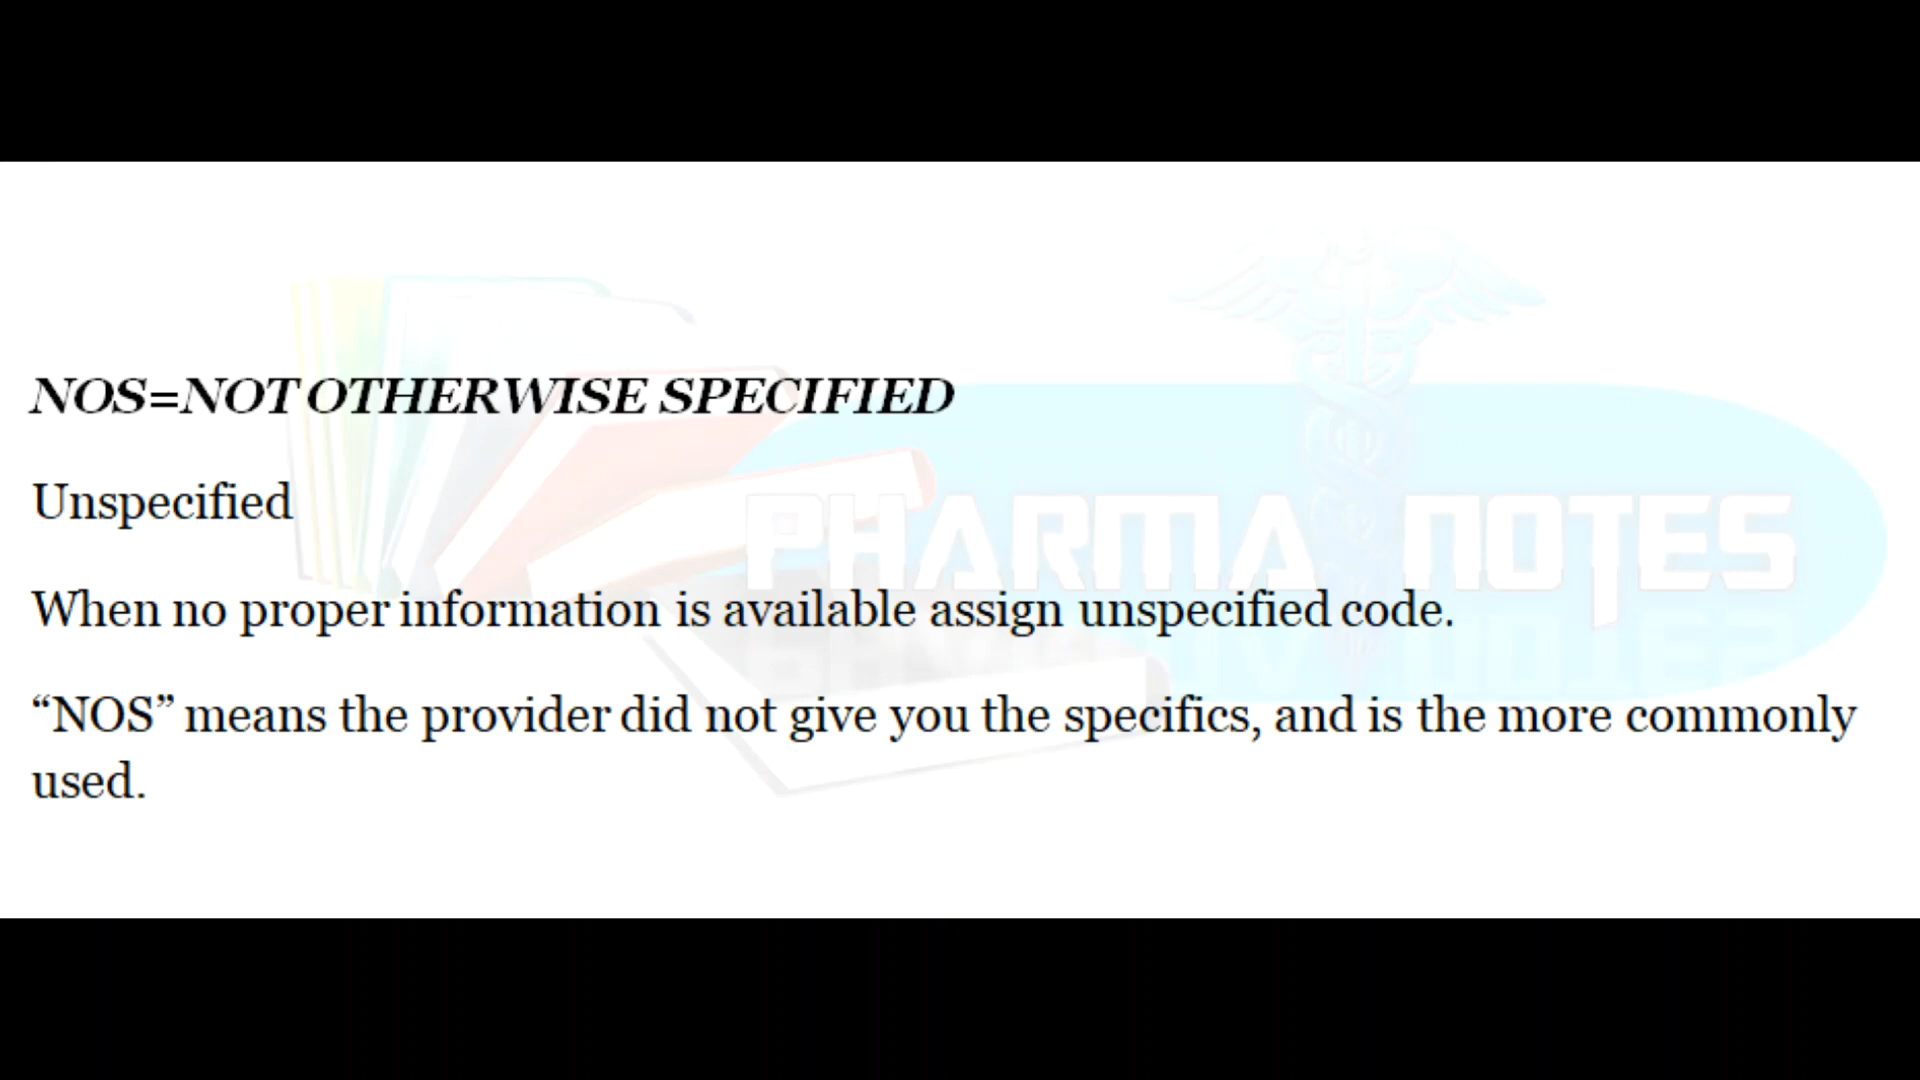 NOS=NOT OTHERWISE SPECIFIED
Unspecified
PHARMA NOTES
When no proper information is available assign unspecified code.
“NOS” means the provider did not give you the specifics, and is the more commonly
used.